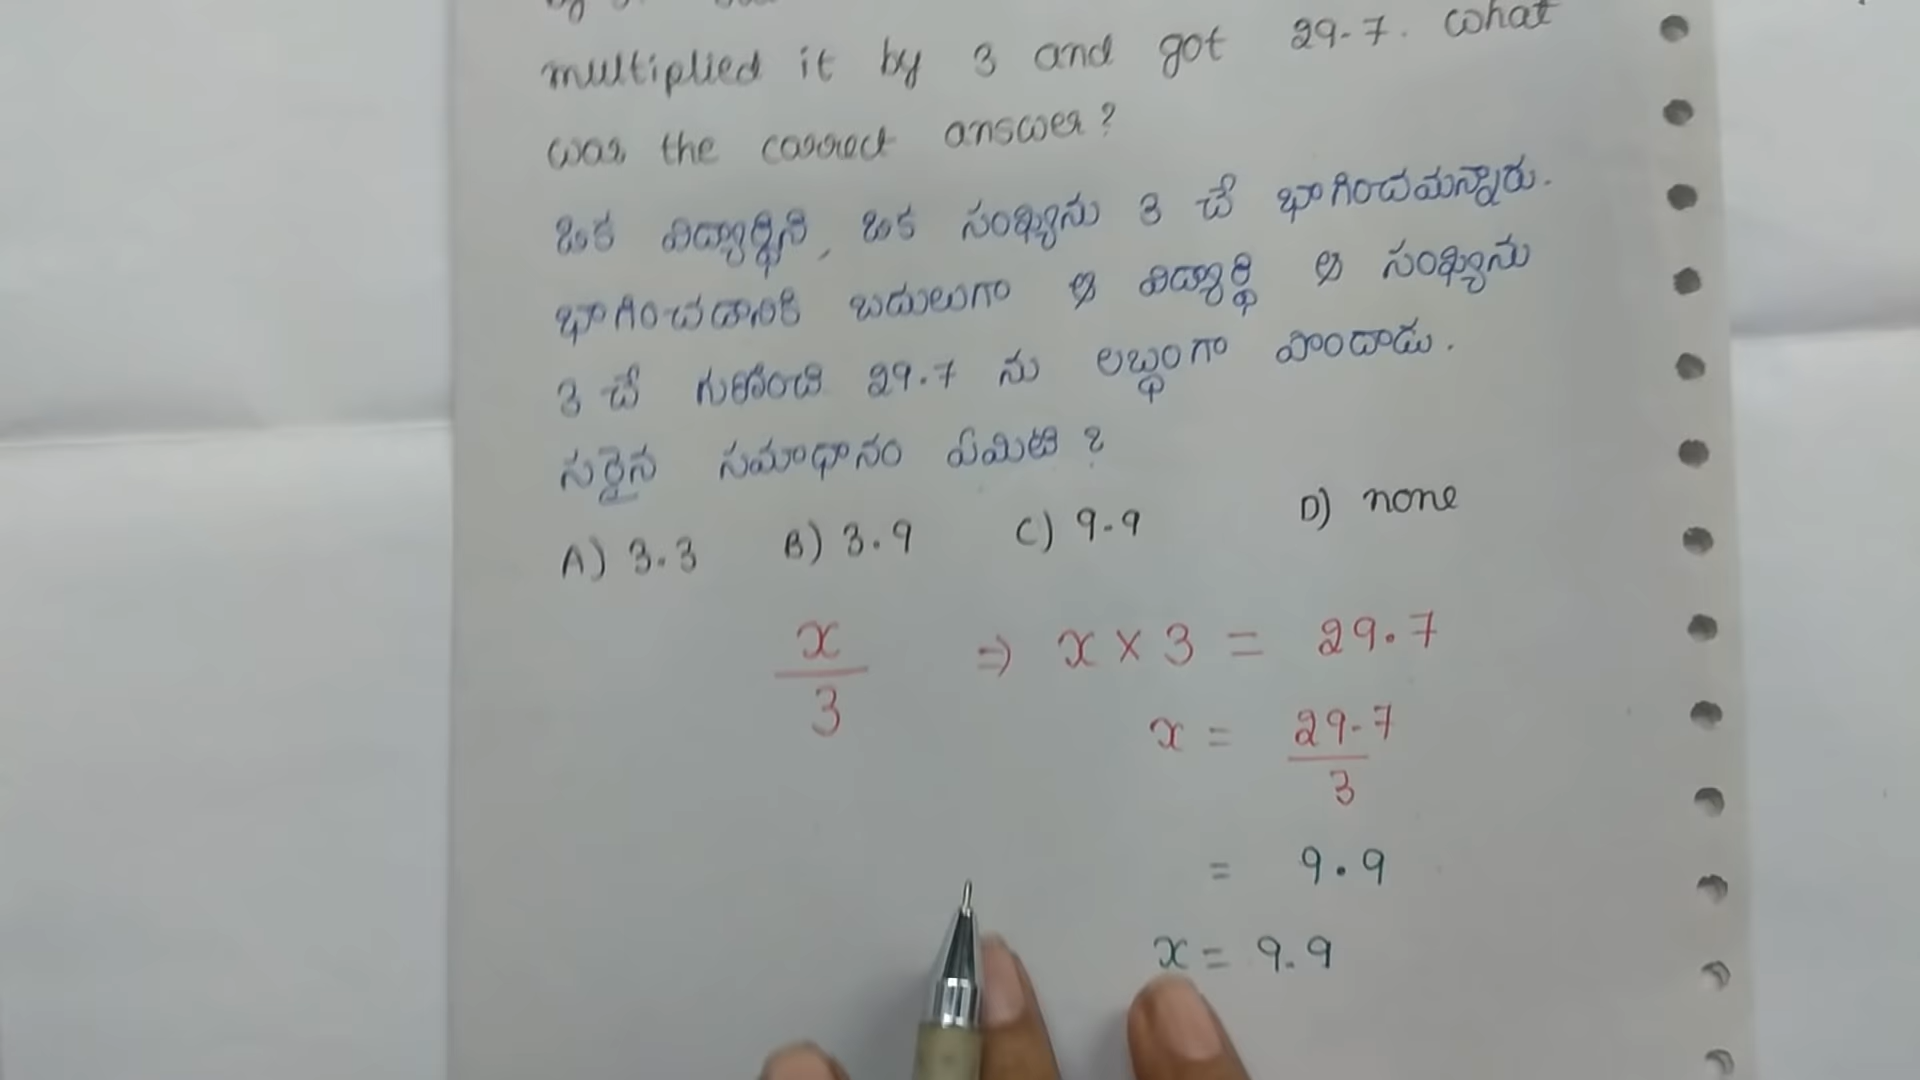 by 3.
multiplied it by 3 and got 29.7. what
was the correct answer?
ఒక విద్యార్థిని, ఒక సంఖ్యను 3 చే భాగించమన్నారు.
భాగించడానికి బదులుగా ఆ విద్యార్థి ఆ సంఖ్యను
3 చే గుణించి 29.7 ను లబ్ధంగా పొందాడు.
సరైన సమాధానం ఏమిటి?
A) 3.3 B) 3.9 C) 9.9 D) none
x/3 ⇒ x × 3 = 29.7
x = 29.7/3
= 9.9
x = 9.9